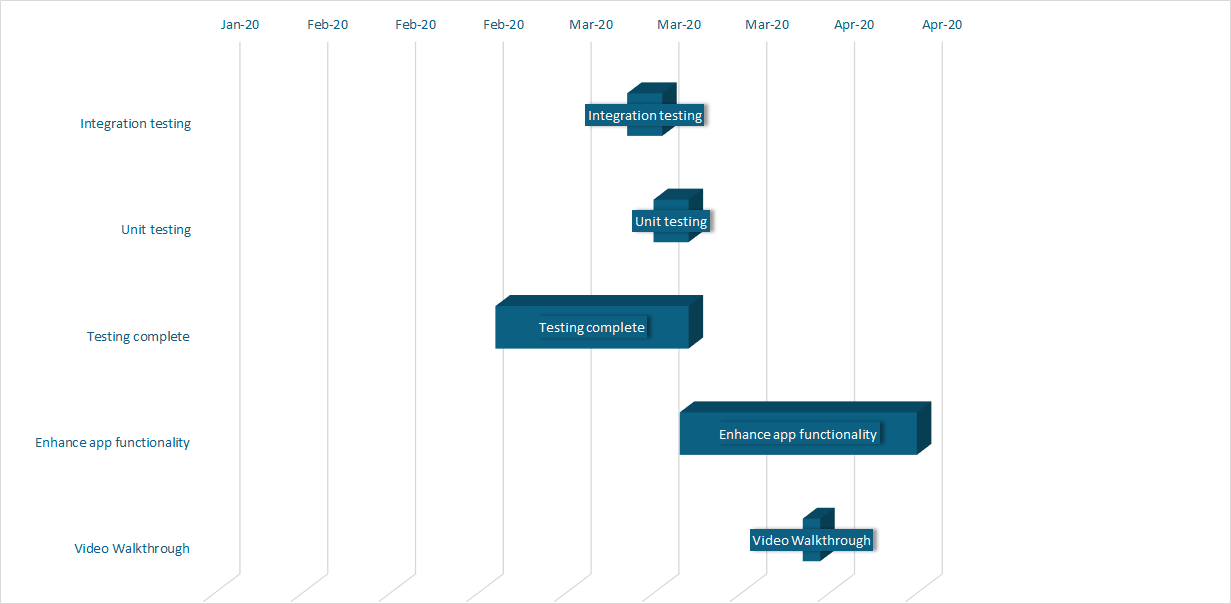 Jan-20 Feb-20 Feb-20 Feb-20 Mar-20 Mar-20 Mar-20 Apr-20 Apr-20
Integration testing
Integration testing
Unit testing
Unit testing
Testing complete
Testing complete
Enhance app functionality
Enhance app functionality
Video Walkthrough
Video Walkthrough